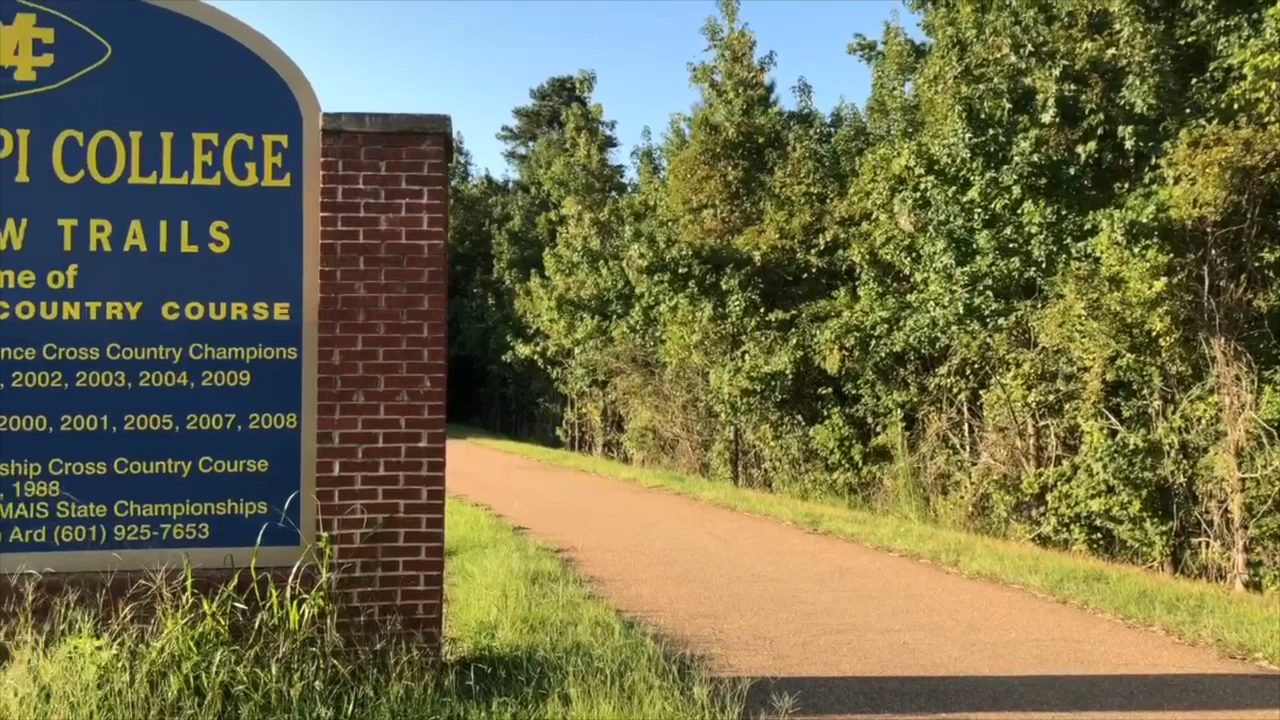 MC
PI COLLEGE
W TRAILS
me of
COUNTRY COURSE
nce Cross Country Champions
, 2002, 2003, 2004, 2009
2000, 2001, 2005, 2007, 2008
ship Cross Country Course
, 1988
MAIS State Championships
Ard (601) 925-7653